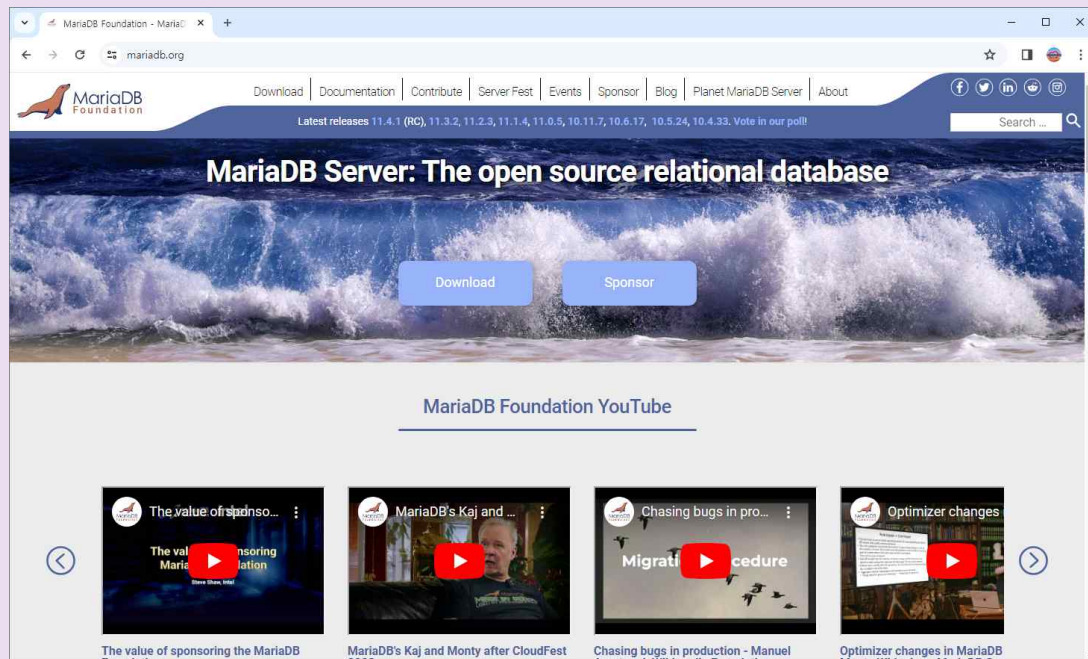 MariaDB Foundation - MariaD
mariadb.org
MariaDB
Foundation
Download Documentation Contribute Server Fest Events Sponsor Blog Planet MariaDB Server About
Latest releases 11.4.1 (RC), 11.3.2, 11.2.3, 11.1.4, 11.0.5, 10.11.7, 10.6.17, 10.5.24, 10.4.33. Vote in our poll!
Search ...
MariaDB Server: The open source relational database
Download Sponsor
MariaDB Foundation YouTube
The value of sponso...
MariaDB's Kaj and ...
Chasing bugs in pro...
Optimizer changes
Steve Shaw, Intel
The value of sponsoring the MariaDB
MariaDB's Kaj and Monty after CloudFest
Chasing bugs in production - Manuel
Optimizer changes in MariaDB